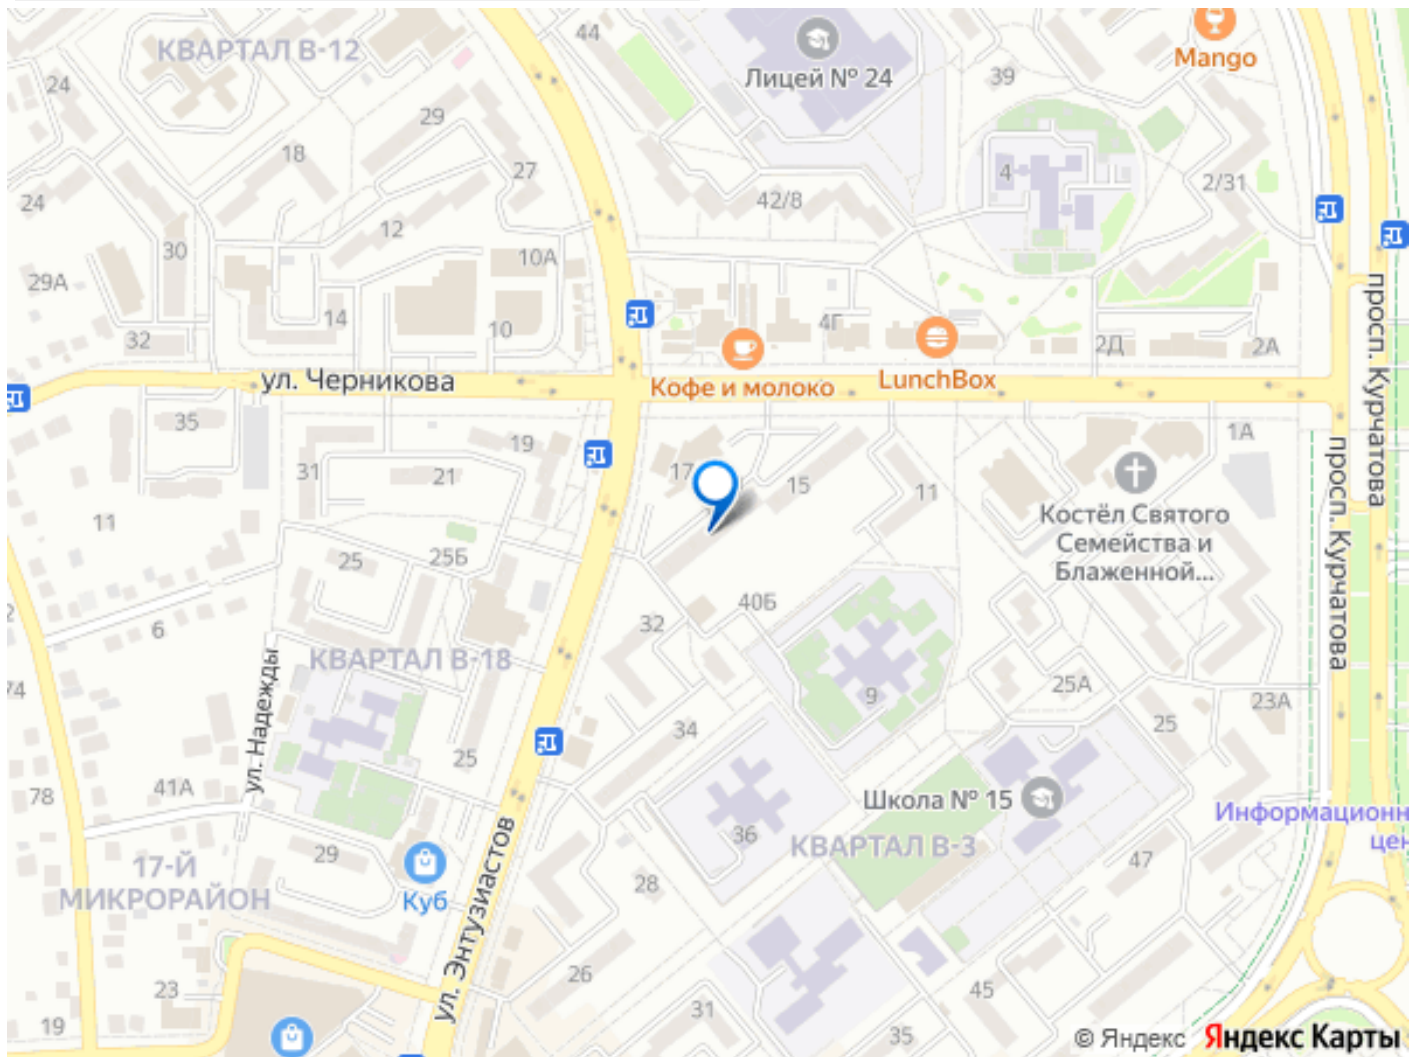 44
КВАРТАЛ В-12
Mango
24
Лицей № 24
39
29
18
27
4
2/31
24
42/8
12
30
10А
29А
14
10
4Г
32
2Д
2А
ул. Черникова
Кофе и молоко
LunchBox
просп. Курчатова
35
19
1А
31
21
17
15
11
просп. Курчатова
11
Костёл Святого
Семейства и
Блаженной...
25
25Б
40Б
2
6
32
КВАРТАЛ В-18
ул. Надежды
25А
74
9
23А
25
34
25
41А
78
Школа № 15
Информационн
цен
36
КВАРТАЛ В-3
29
47
17-Й
МИКРОРАЙОН
Куб
28
ул. Энтузиастов
26
23
45
31
19
35
© Яндекс Яндекс Карты